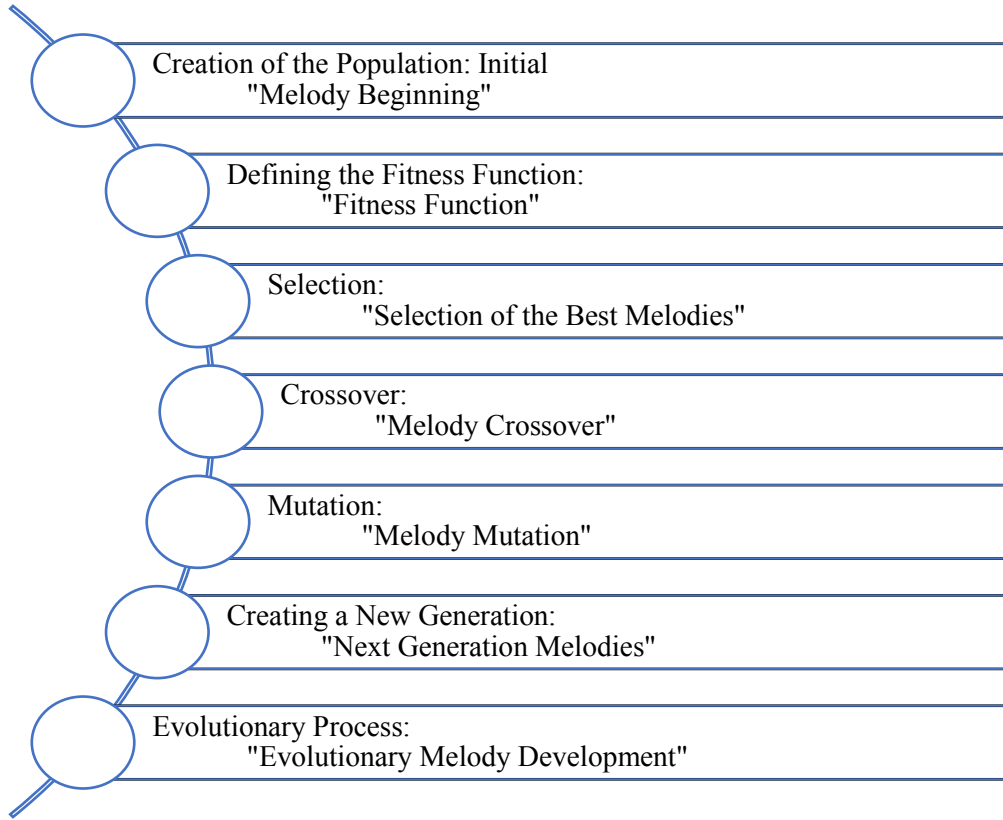 Creation of the Population: Initial
"Melody Beginning"
Defining the Fitness Function:
"Fitness Function"
Selection:
"Selection of the Best Melodies"
Crossover:
"Melody Crossover"
Mutation:
"Melody Mutation"
Creating a New Generation:
"Next Generation Melodies"
Evolutionary Process:
"Evolutionary Melody Development"